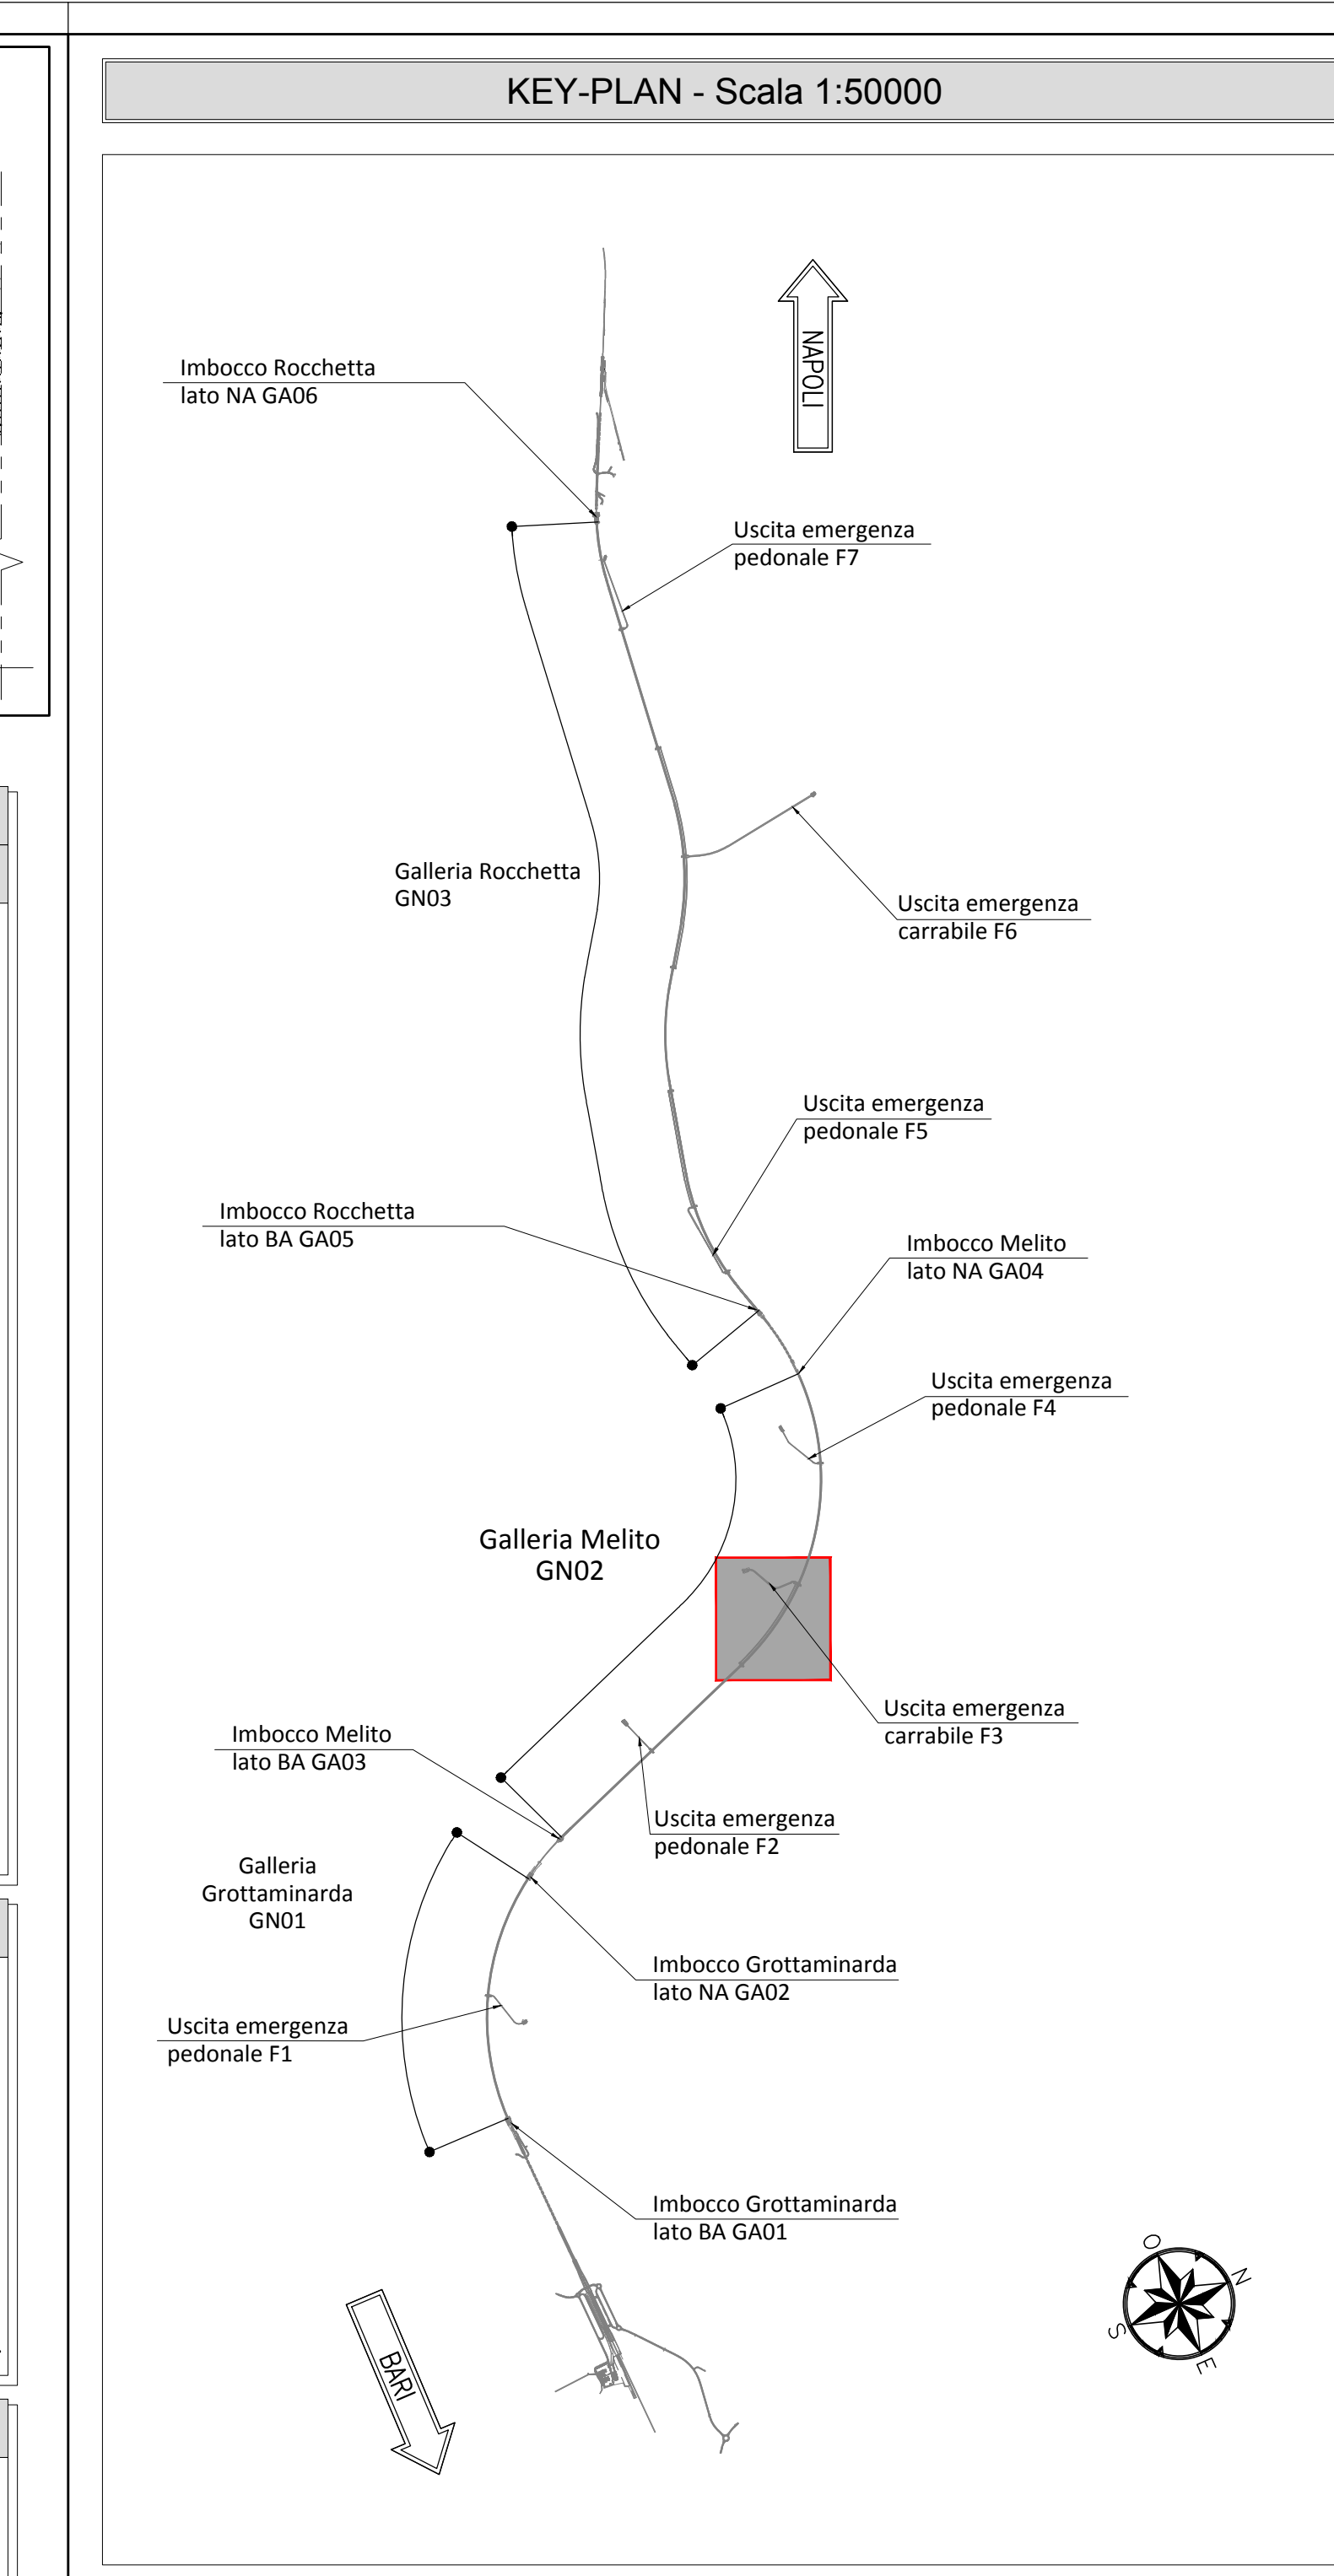 KEY-PLAN - Scala 1:50000
NAPOLI
Imbocco Rocchetta
lato NA GA06
Uscita emergenza
pedonale F7
Galleria Rocchetta
GN03
Uscita emergenza
carrabile F6
Uscita emergenza
pedonale F5
Imbocco Rocchetta
lato BA GA05
Imbocco Melito
lato NA GA04
Uscita emergenza
pedonale F4
Galleria Melito
GN02
Uscita emergenza
carrabile F3
Imbocco Melito
lato BA GA03
Uscita emergenza
pedonale F2
Galleria
Grottaminarda
GN01
Imbocco Grottaminarda
lato NA GA02
Uscita emergenza
pedonale F1
Imbocco Grottaminarda
lato BA GA01
BARI
O
N
S
E